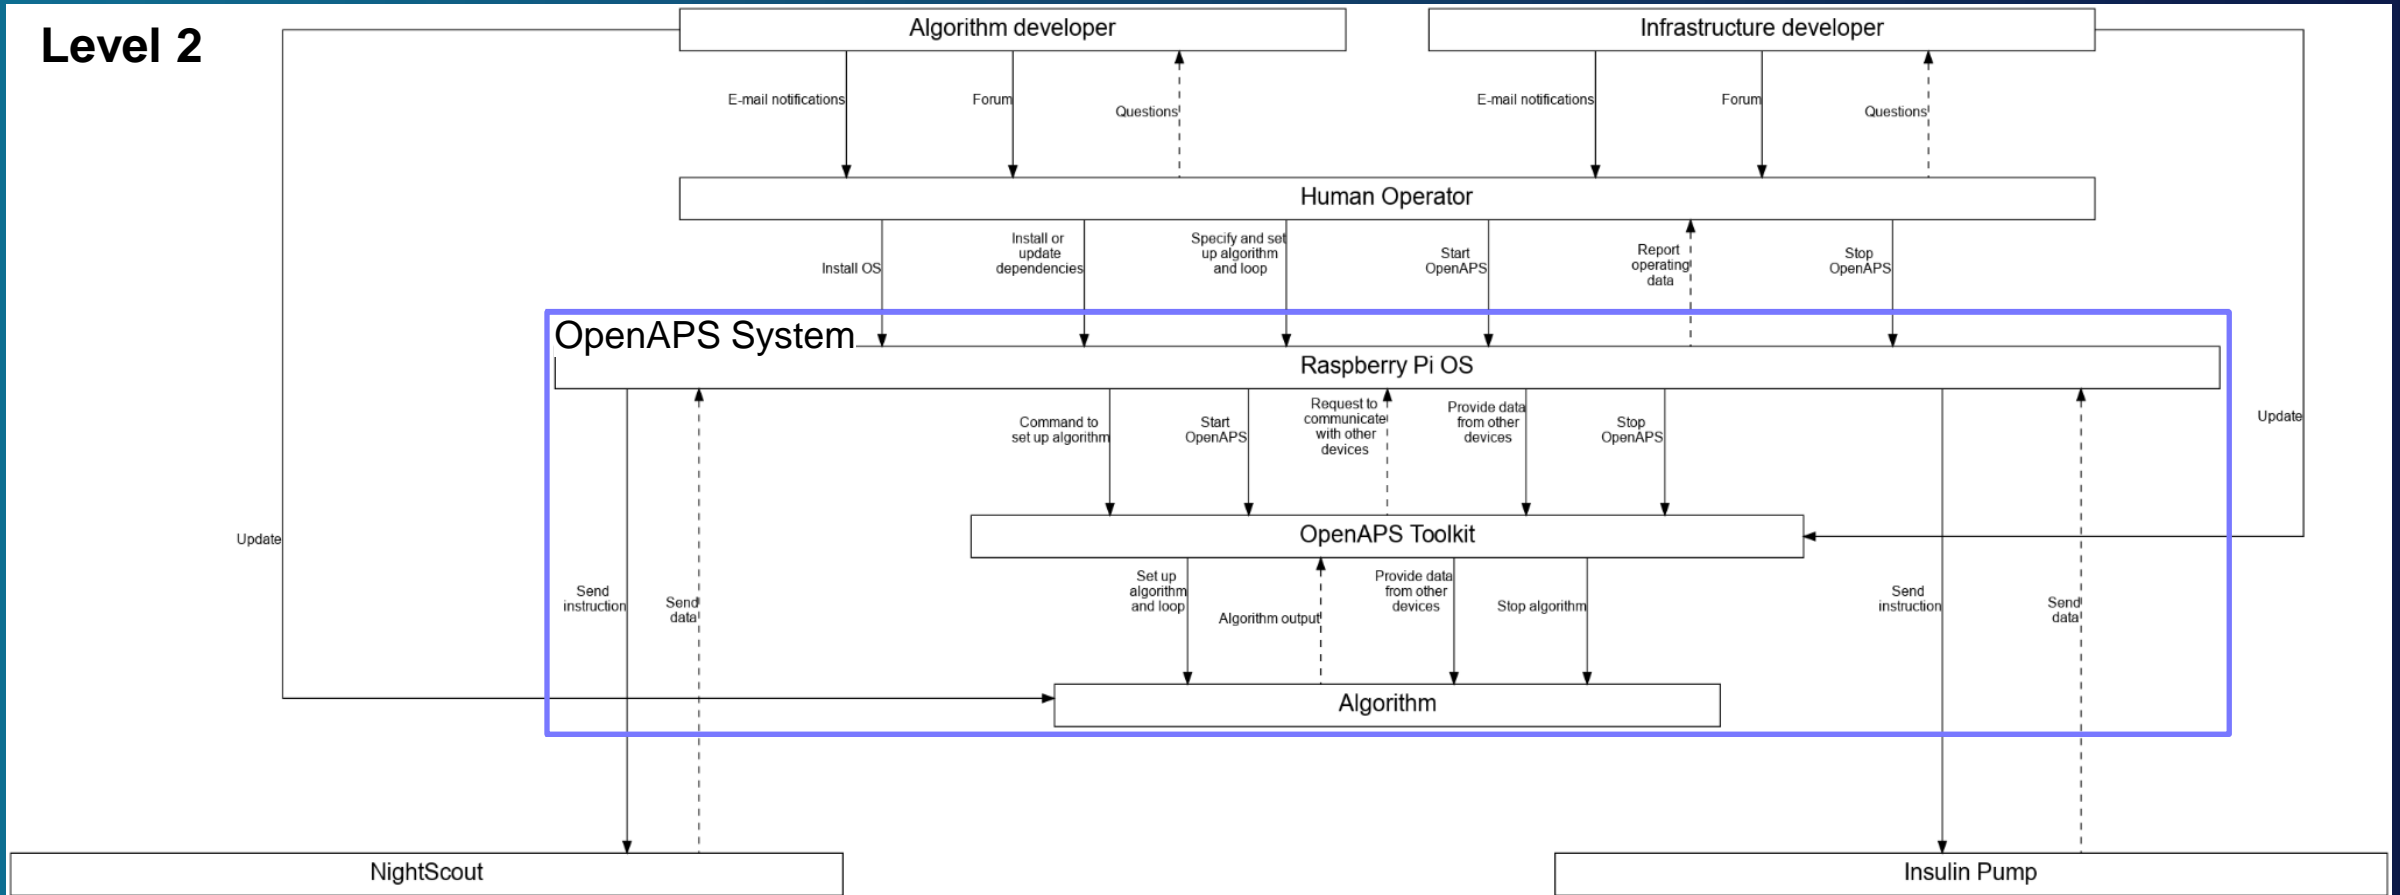 Level 2
Algorithm developer
Infrastructure developer
E-mail notifications
Forum
Questions
E-mail notifications
Forum
Questions
Human Operator
Install OS
Install or
update
dependencies
Specify and set
up algorithm
and loop
Start
OpenAPS
Report
operating
data
Stop
OpenAPS
OpenAPS System
Raspberry Pi OS
Command to
set up algorithm
Start
OpenAPS
Request to
communicate
with other
devices
Provide data
from other
devices
Stop
OpenAPS
Update
Update
OpenAPS Toolkit
Send
instruction
Send
data
Set up
algorithm
and loop
Algorithm output
Provide data
from other
devices
Stop algorithm
Send
instruction
Send
data
Algorithm
NightScout
Insulin Pump